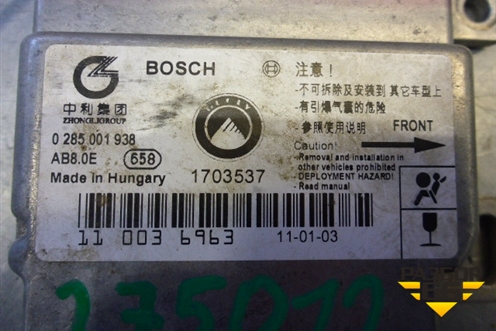 BOSCH
中利集团
ZHONGLIGROUP
0 285 001 938
AB8.0E 658
Made in Hungary
GEELY
1703537
注意！
-不可拆除及安装到 其它车型上
有引爆气囊的危险
-参照使用说明
FRONT
Caution:
-Removal and installation in
other vehicles prohibited
- DEPLOYMENT HAZARD!
- Read manual
11 003 6963
11-01-03